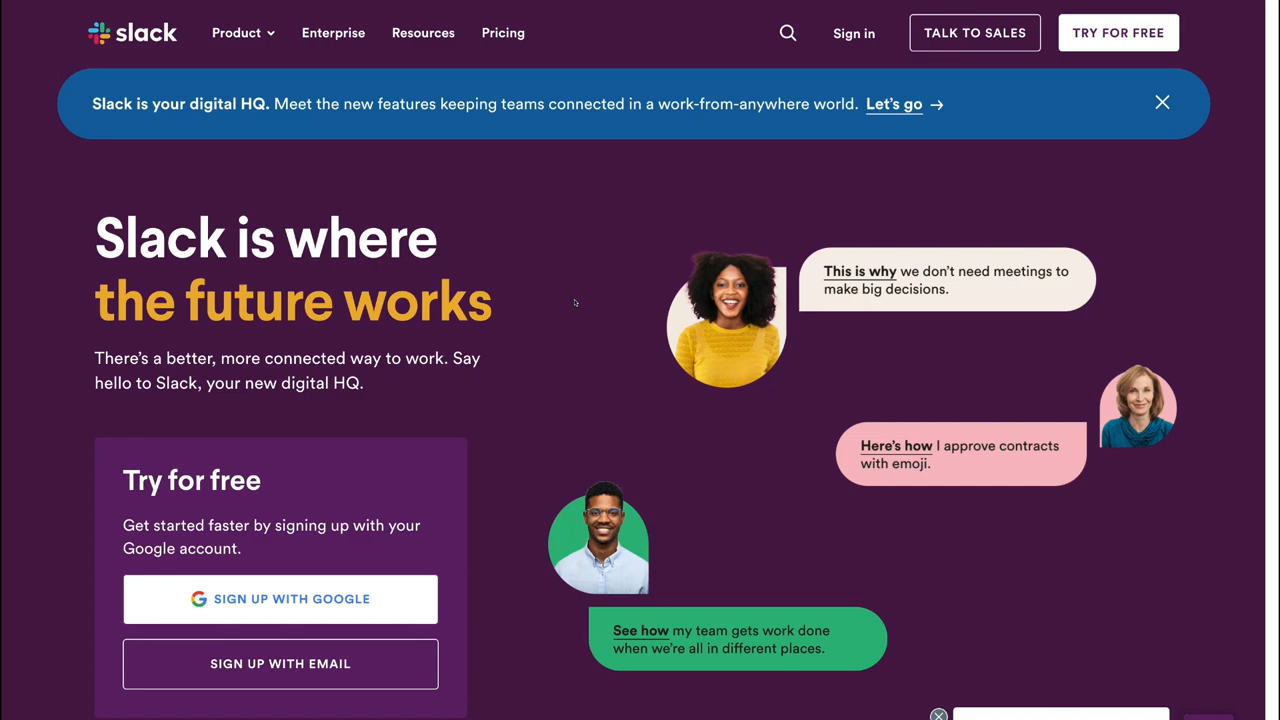 slack
Product
Enterprise
Resources
Pricing
Sign in
TALK TO SALES
TRY FOR FREE
Slack is your digital HQ. Meet the new features keeping teams connected in a work-from-anywhere world. Let's go →
Slack is where
the future works
There's a better, more connected way to work. Say
hello to Slack, your new digital HQ.
This is why we don't need meetings to
make big decisions.
Here's how I approve contracts
with emoji.
See how my team gets work done
when we're all in different places.
Try for free
Get started faster by signing up with your
Google account.
SIGN UP WITH GOOGLE
SIGN UP WITH EMAIL